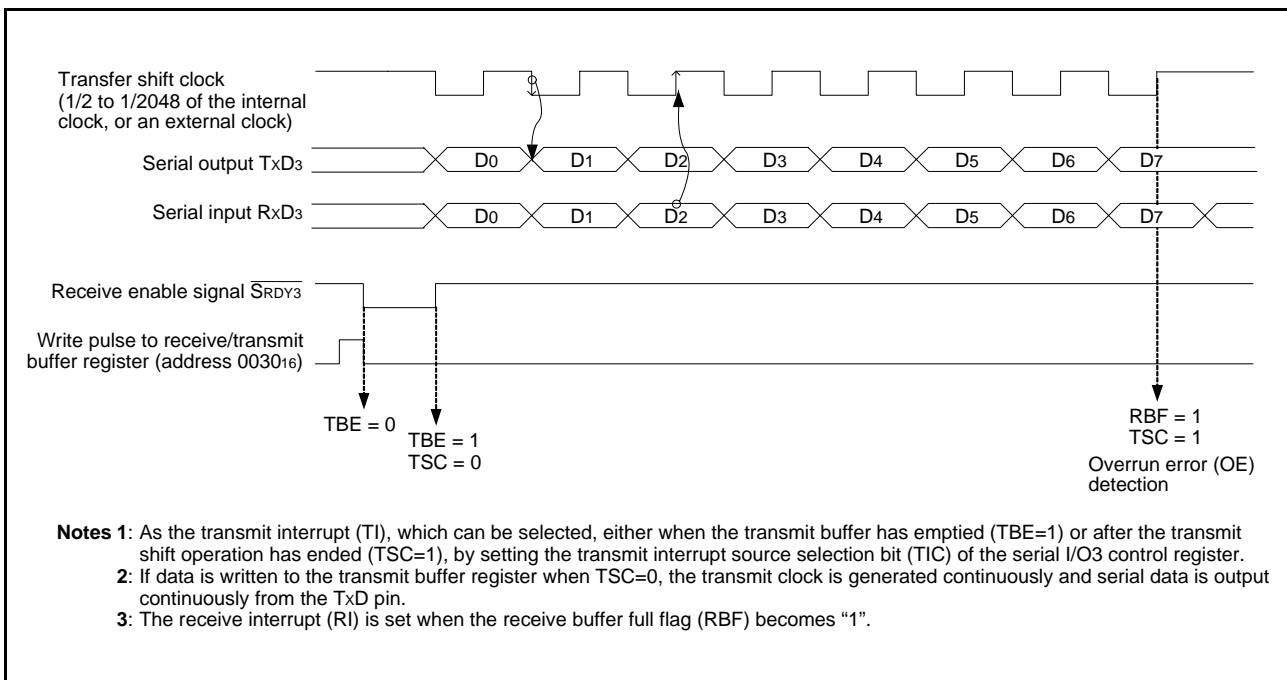 Transfer shift clock
(1/2 to 1/2048 of the internal
clock, or an external clock)
Serial output TxD3
D0 D1 D2 D3 D4 D5 D6 D7
Serial input RxD3
D0 D1 D2 D3 D4 D5 D6 D7
Receive enable signal SRDY3
Write pulse to receive/transmit
buffer register (address 003016)
TBE = 0
TBE = 1
TSC = 0
RBF = 1
TSC = 1
Overrun error (OE)
detection
Notes 1: As the transmit interrupt (TI), which can be selected, either when the transmit buffer has emptied (TBE=1) or after the transmit
shift operation has ended (TSC=1), by setting the transmit interrupt source selection bit (TIC) of the serial I/O3 control register.
2: If data is written to the transmit buffer register when TSC=0, the transmit clock is generated continuously and serial data is output
continuously from the TxD pin.
3: The receive interrupt (RI) is set when the receive buffer full flag (RBF) becomes “1”.